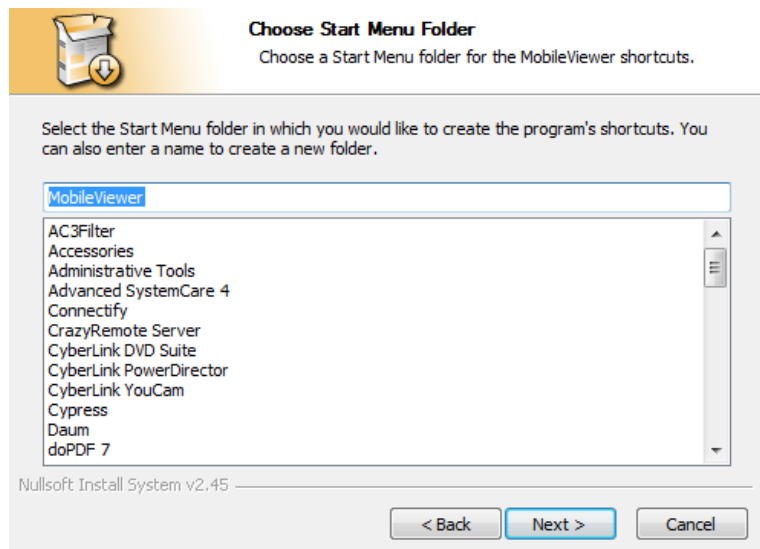 Choose Start Menu Folder
Choose a Start Menu folder for the MobileViewer shortcuts.
Select the Start Menu folder in which you would like to create the program's shortcuts. You
can also enter a name to create a new folder.
MobileViewer
AC3Filter
Accessories
Administrative Tools
Advanced SystemCare 4
Connectify
CrazyRemote Server
CyberLink DVD Suite
CyberLink PowerDirector
CyberLink YouCam
Cypress
Daum
doPDF 7
Nullsoft Install System v2.45
< Back Next > Cancel